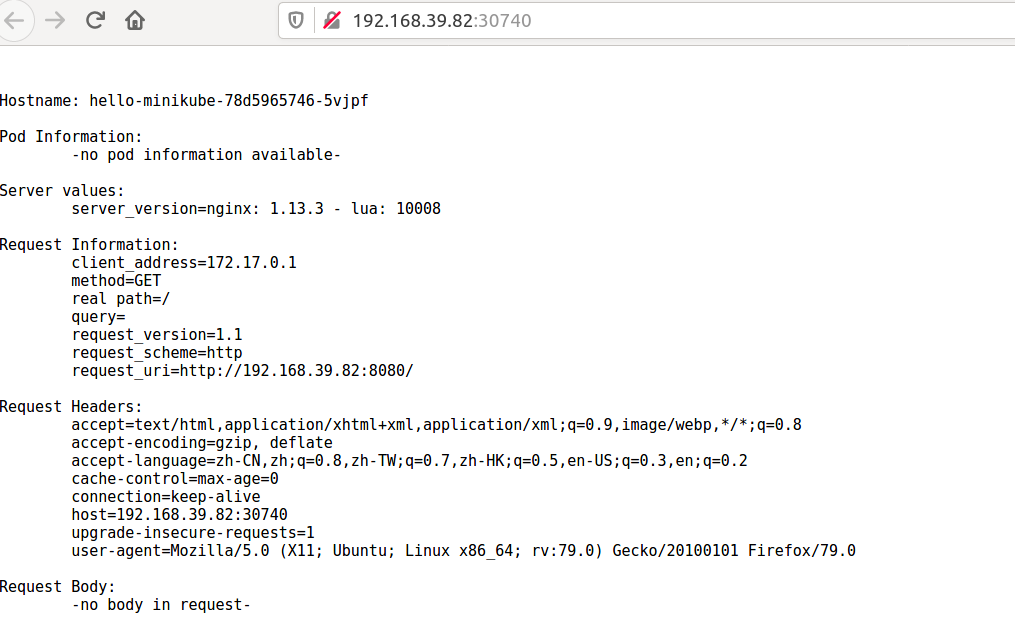 192.168.39.82:30740
Hostname: hello-minikube-78d5965746-5vjpf
Pod Information:
-no pod information available-
Server values:
server_version=nginx: 1.13.3 - lua: 10008
Request Information:
client_address=172.17.0.1
method=GET
real path=/
query=
request_version=1.1
request_scheme=http
request_uri=http://192.168.39.82:8080/
Request Headers:
accept=text/html,application/xhtml+xml,application/xml;q=0.9,image/webp,*/*;q=0.8
accept-encoding=gzip, deflate
accept-language=zh-CN,zh;q=0.8,zh-TW;q=0.7,zh-HK;q=0.5,en-US;q=0.3,en;q=0.2
cache-control=max-age=0
connection=keep-alive
host=192.168.39.82:30740
upgrade-insecure-requests=1
user-agent=Mozilla/5.0 (X11; Ubuntu; Linux x86_64; rv:79.0) Gecko/20100101 Firefox/79.0
Request Body:
-no body in request-